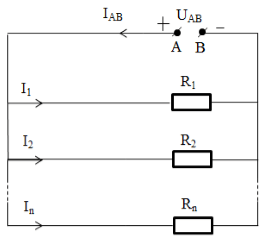 I_AB + U_AB −
A B
I_1 R_1
I_2 R_2
I_n R_n